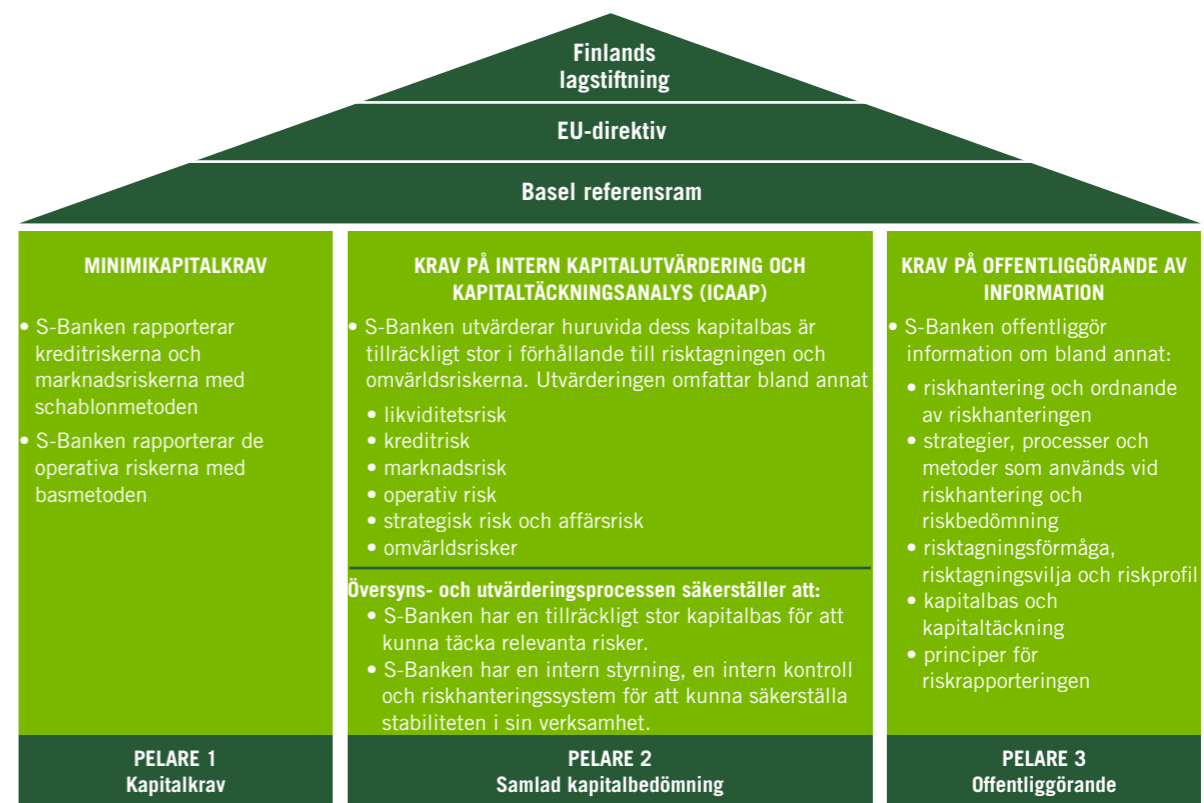 Finlands
lagstiftning
EU-direktiv
Basel referensram
MINIMIKAPITALKRAV
• S-Banken rapporterar
kreditriskerna och
marknadsriskerna med
schablonmetoden
• S-Banken rapporterar de
operativa riskerna med
basmetoden
PELARE 1
Kapitalkrav
KRAV PÅ INTERN KAPITALUTVÄRDERING OCH
KAPITALTÄCKNINGSANALYS (ICAAP)
• S-Banken utvärderar huruvida dess kapitalbas är
tillräckligt stor i förhållande till risktagningen och
omvärldsriskerna. Utvärderingen omfattar bland annat
• likviditetsrisk
• kreditrisk
• marknadsrisk
• operativ risk
• strategisk risk och affärsrisk
• omvärldsrisker
Översyns- och utvärderingsprocessen säkerställer att:
• S-Banken har en tillräckligt stor kapitalbas för att
kunna täcka relevanta risker.
• S-Banken har en intern styrning, en intern kontroll
och riskhanteringssystem för att kunna säkerställa
stabiliteten i sin verksamhet.
PELARE 2
Samlad kapitalbedömning
KRAV PÅ OFFENTLIGGÖRANDE AV
INFORMATION
• S-Banken offentliggör
information om bland annat:
• riskhantering och ordnande
av riskhanteringen
• strategier, processer och
metoder som används vid
riskhantering och
riskbedömning
• risktagningsförmåga,
risktagningsvilja och riskprofil
• kapitalbas och
kapitaltäckning
• principer för
riskrapporteringen
PELARE 3
Offentliggörande